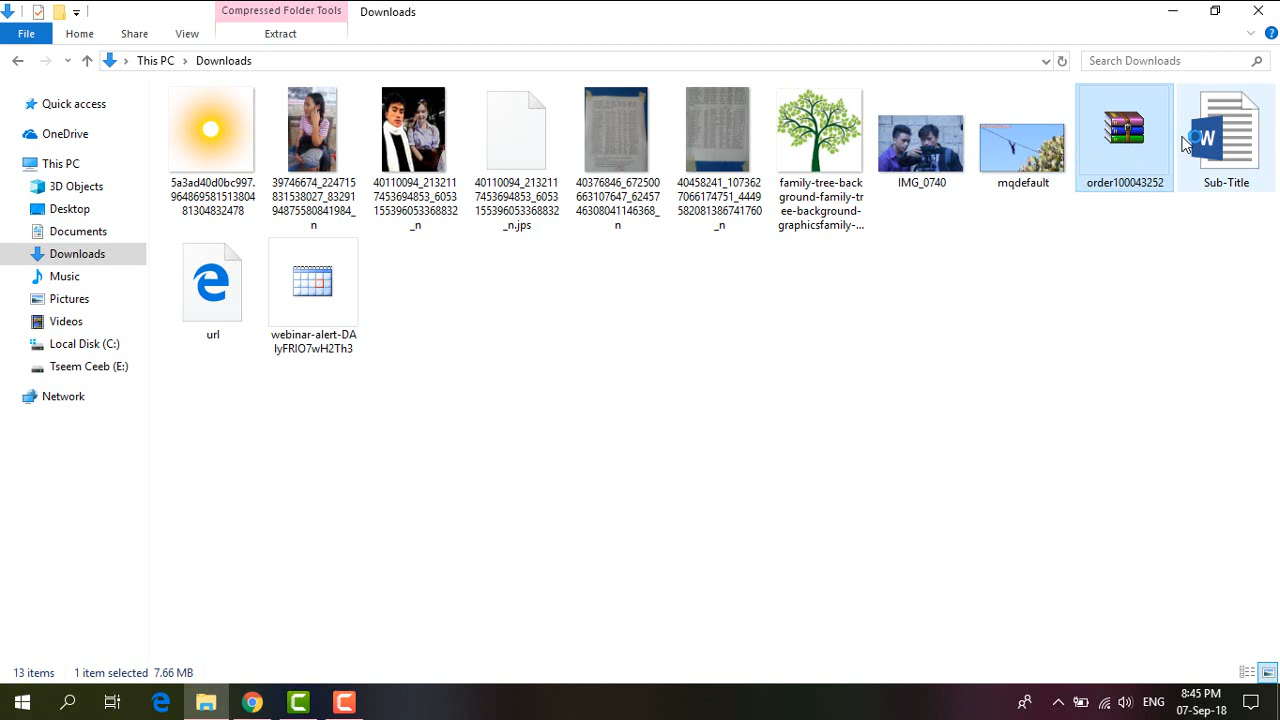 Compressed Folder Tools
Downloads
File
Home
Share
View
Extract
This PC
Downloads
Search Downloads
Quick access
OneDrive
This PC
3D Objects
Desktop
Documents
Downloads
Music
Pictures
Videos
Local Disk (C:)
Tseem Ceeb (E:)
Network
5a3ad40d0bc997.
964869581513804
81304832478
39746674_224715
831538027_83291
94875580841984_
n
40110094_213211
7453694853_6053
155396053368832
_n
40110094_213211
7453694853_6053
155396053368832
_n.jps
40376846_672500
663107647_62457
46308041146368_
n
40458241_107362
7066174751_4449
582081386741760
_n
family-tree-back
ground-family-tr
ee-background-
graphicsfamily-...
IMG_0740
mqdefault
order100043252
W
Sub-Title
url
webinar-alert-DA
lyFRIO7wH2Th3
13 items
1 item selected 7.66 MB
ENG
8:45 PM
07-Sep-18